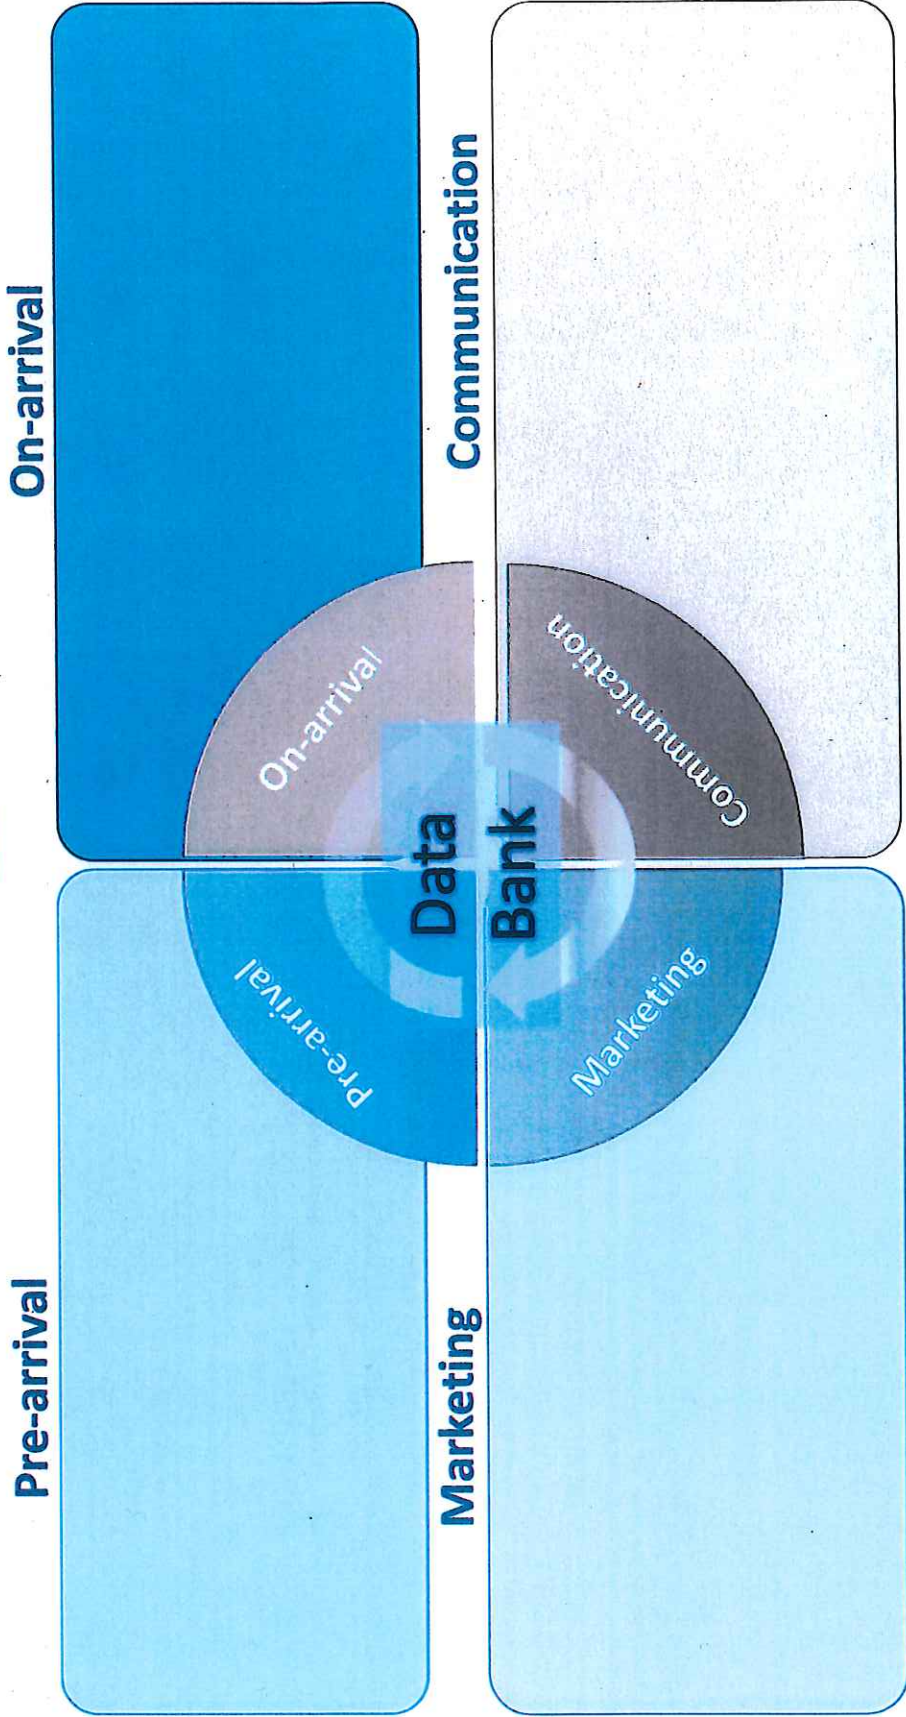 Pre-arrival
On-arrival
Pre-arrival
On-arrival
Data
Bank
Marketing
Communication
Marketing
Communication